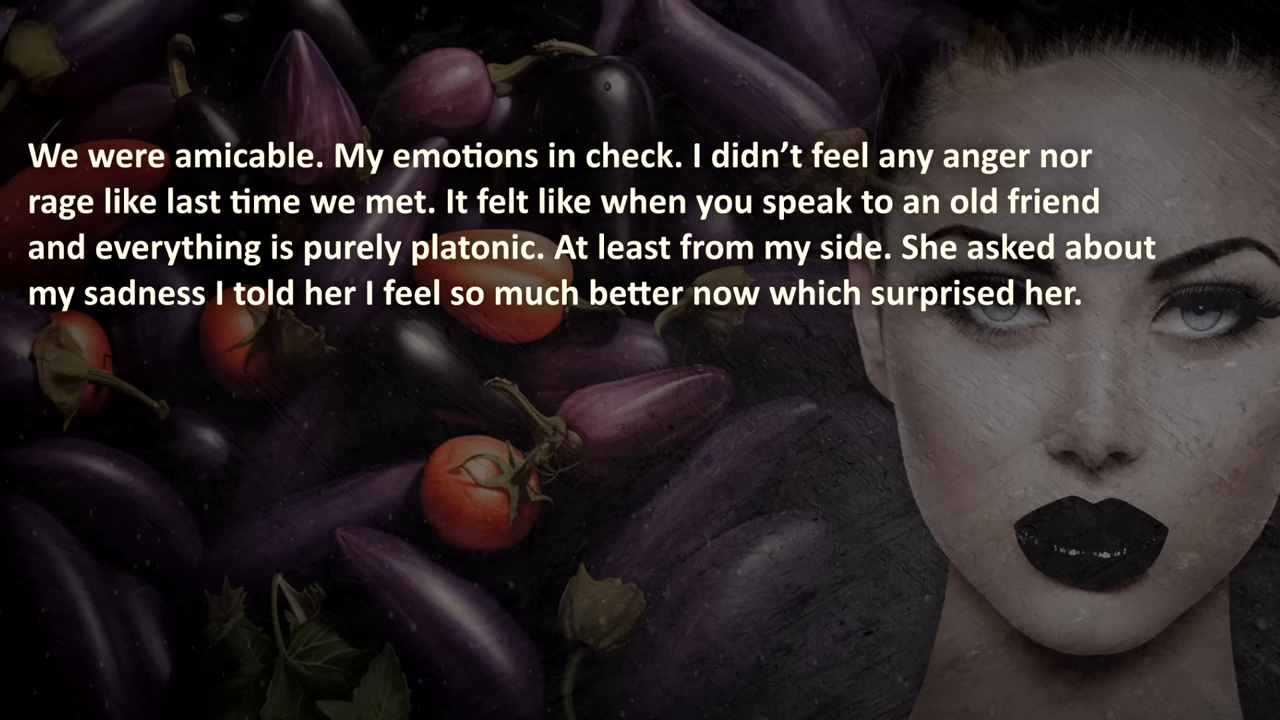 We were amicable. My emotions in check. I didn’t feel any anger nor
rage like last time we met. It felt like when you speak to an old friend
and everything is purely platonic. At least from my side. She asked about
my sadness I told her I feel so much better now which surprised her.